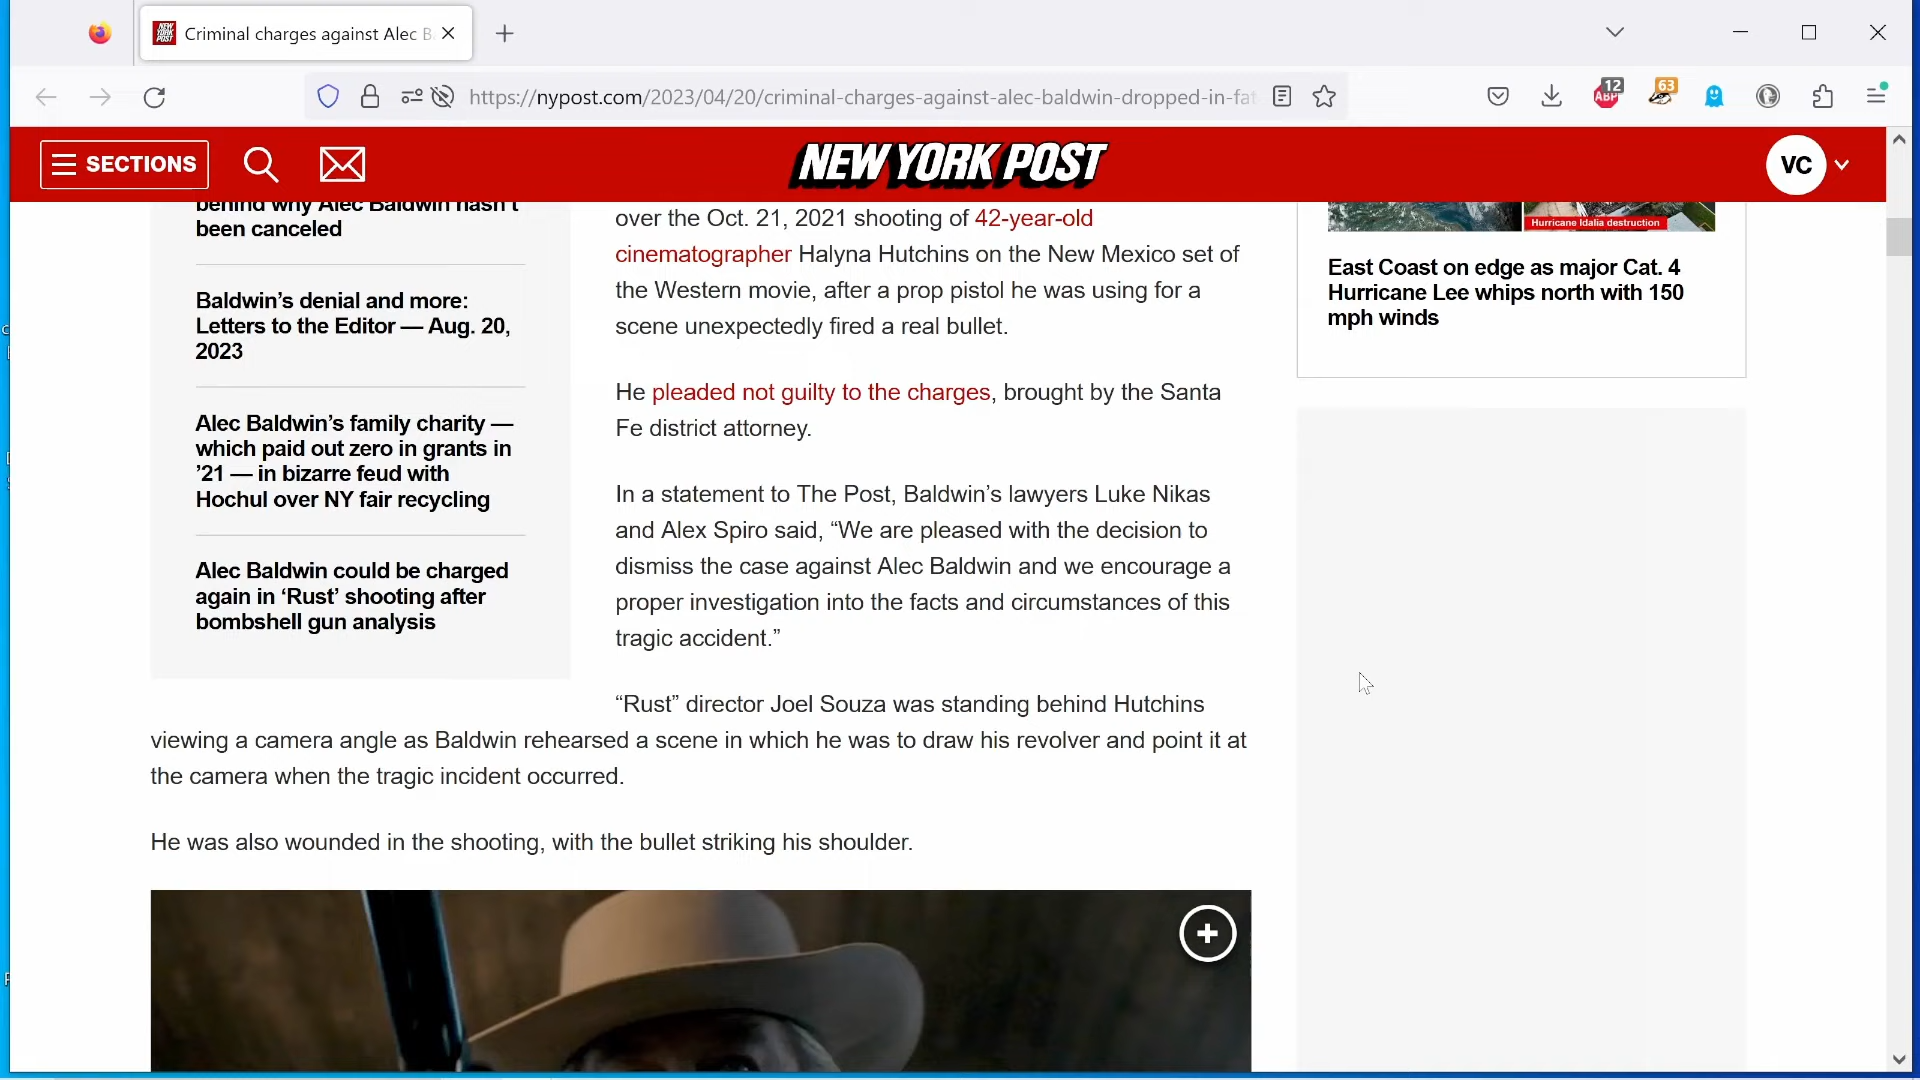 Criminal charges against Alec B
https://nypost.com/2023/04/20/criminal-charges-against-alec-baldwin-dropped-in-fat
12
ABP
63
SECTIONS
NEW YORK POST
VC
behind why Alec Baldwin hasn't
been canceled
Baldwin's denial and more:
Letters to the Editor — Aug. 20,
2023
Alec Baldwin's family charity —
which paid out zero in grants in
'21 — in bizarre feud with
Hochul over NY fair recycling
Alec Baldwin could be charged
again in 'Rust' shooting after
bombshell gun analysis
over the Oct. 21, 2021 shooting of 42-year-old
cinematographer Halyna Hutchins on the New Mexico set of
the Western movie, after a prop pistol he was using for a
scene unexpectedly fired a real bullet.
He pleaded not guilty to the charges, brought by the Santa
Fe district attorney.
In a statement to The Post, Baldwin's lawyers Luke Nikas
and Alex Spiro said, “We are pleased with the decision to
dismiss the case against Alec Baldwin and we encourage a
proper investigation into the facts and circumstances of this
tragic accident.”
“Rust” director Joel Souza was standing behind Hutchins
viewing a camera angle as Baldwin rehearsed a scene in which he was to draw his revolver and point it at
the camera when the tragic incident occurred.
He was also wounded in the shooting, with the bullet striking his shoulder.
Hurricane Idalia destruction
East Coast on edge as major Cat. 4
Hurricane Lee whips north with 150
mph winds